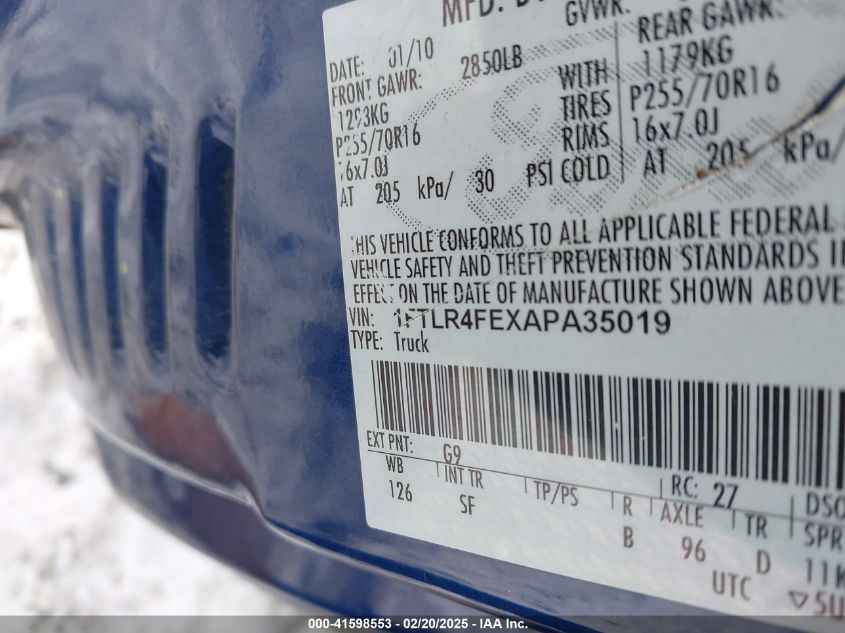 MFD. B
GVWR:
DATE: 01/10
REAR GAWR:
FRONT GAWR: 2850LB
WITH 1179KG
1293KG
TIRES P255/70R16
P255/70R16
RIMS 16x7.0J
16x7.0J
AT 205 kPa/ 30 PSI COLD AT 205 kPa/
THIS VEHICLE CONFORMS TO ALL APPLICABLE FEDERAL
VEHICLE SAFETY AND THEFT PREVENTION STANDARDS I
EFFECT ON THE DATE OF MANUFACTURE SHOWN ABOVE
VIN: 1FTLR4FEXAPA35019
TYPE: Truck
EXT PNT: G9
RC: 27 DSO
WB INT TR TP/PS R AXLE TR SPR
126 SF B 96 D 11
UTC ▽5U
000-41598553 - 02/20/2025 - IAA Inc.